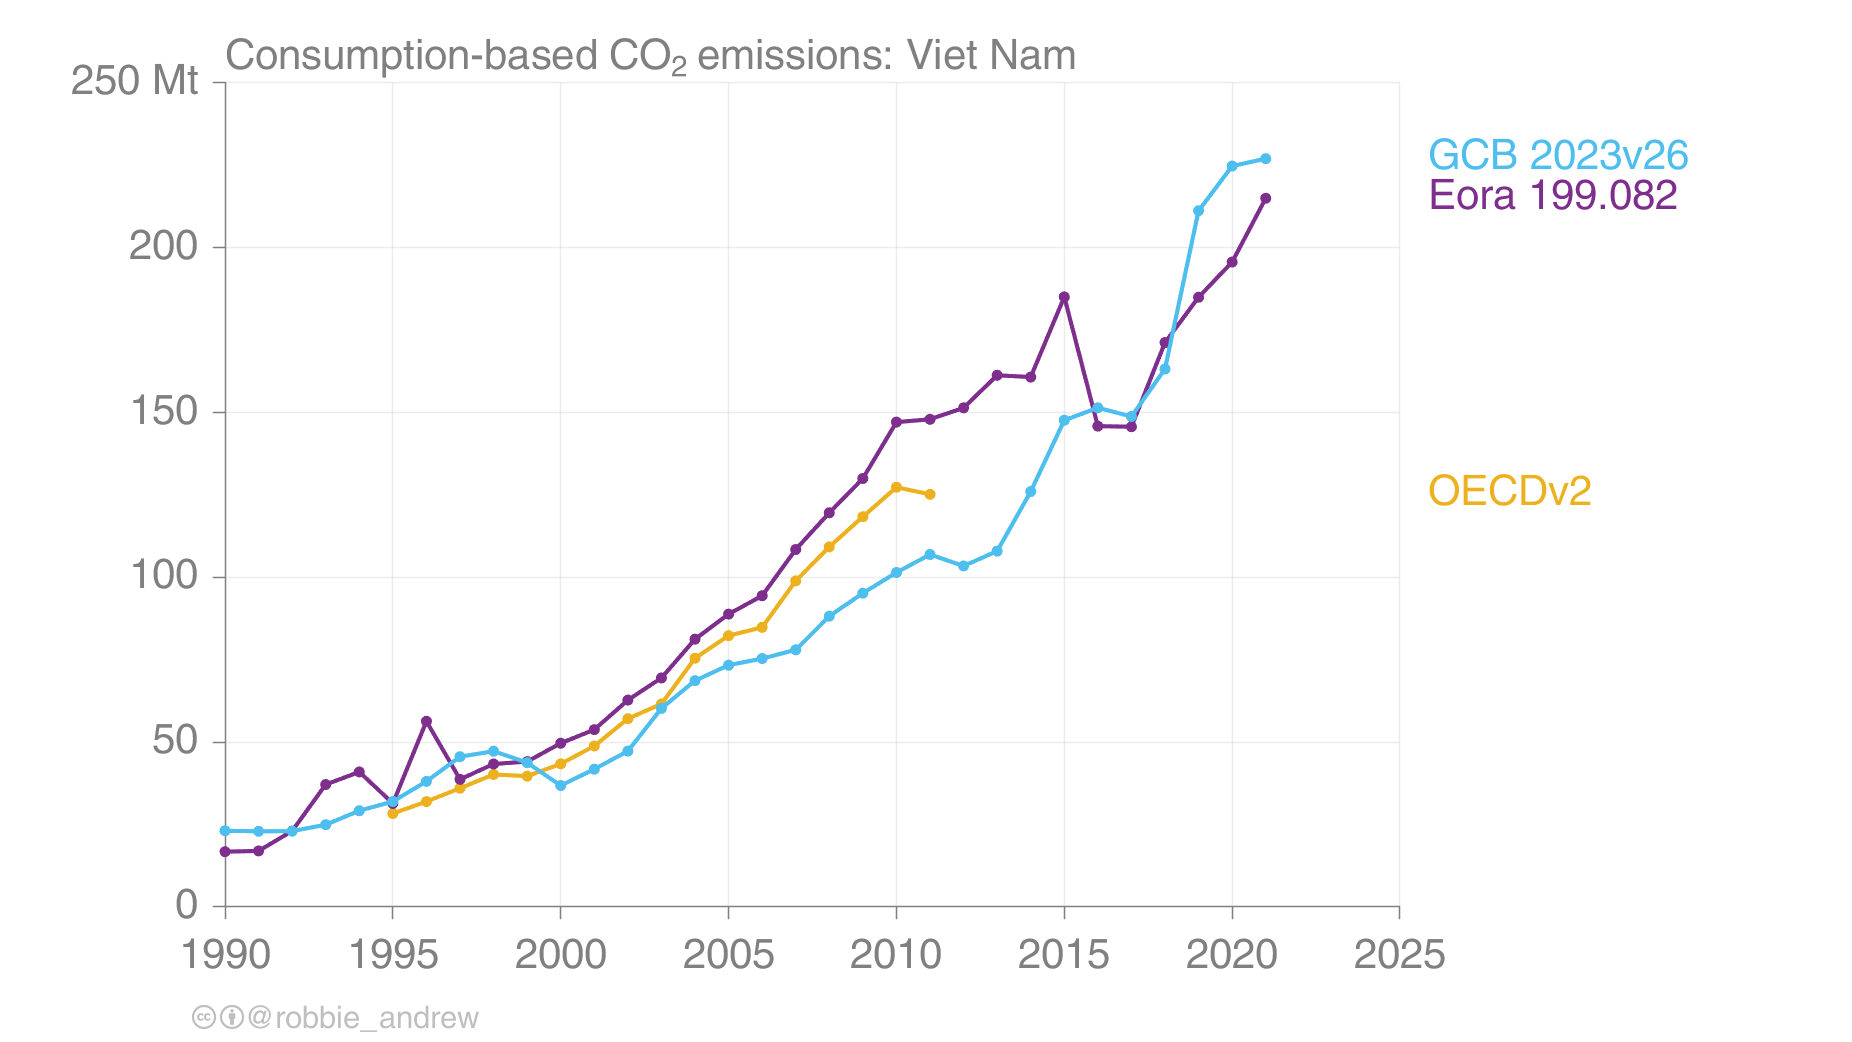 Consumption-based CO₂ emissions: Viet Nam
250 Mt
200
150
100
50
0
1990 1995 2000 2005 2010 2015 2020 2025
GCB 2023v26
Eora 199.082
OECDv2
cc @robbie_andrew